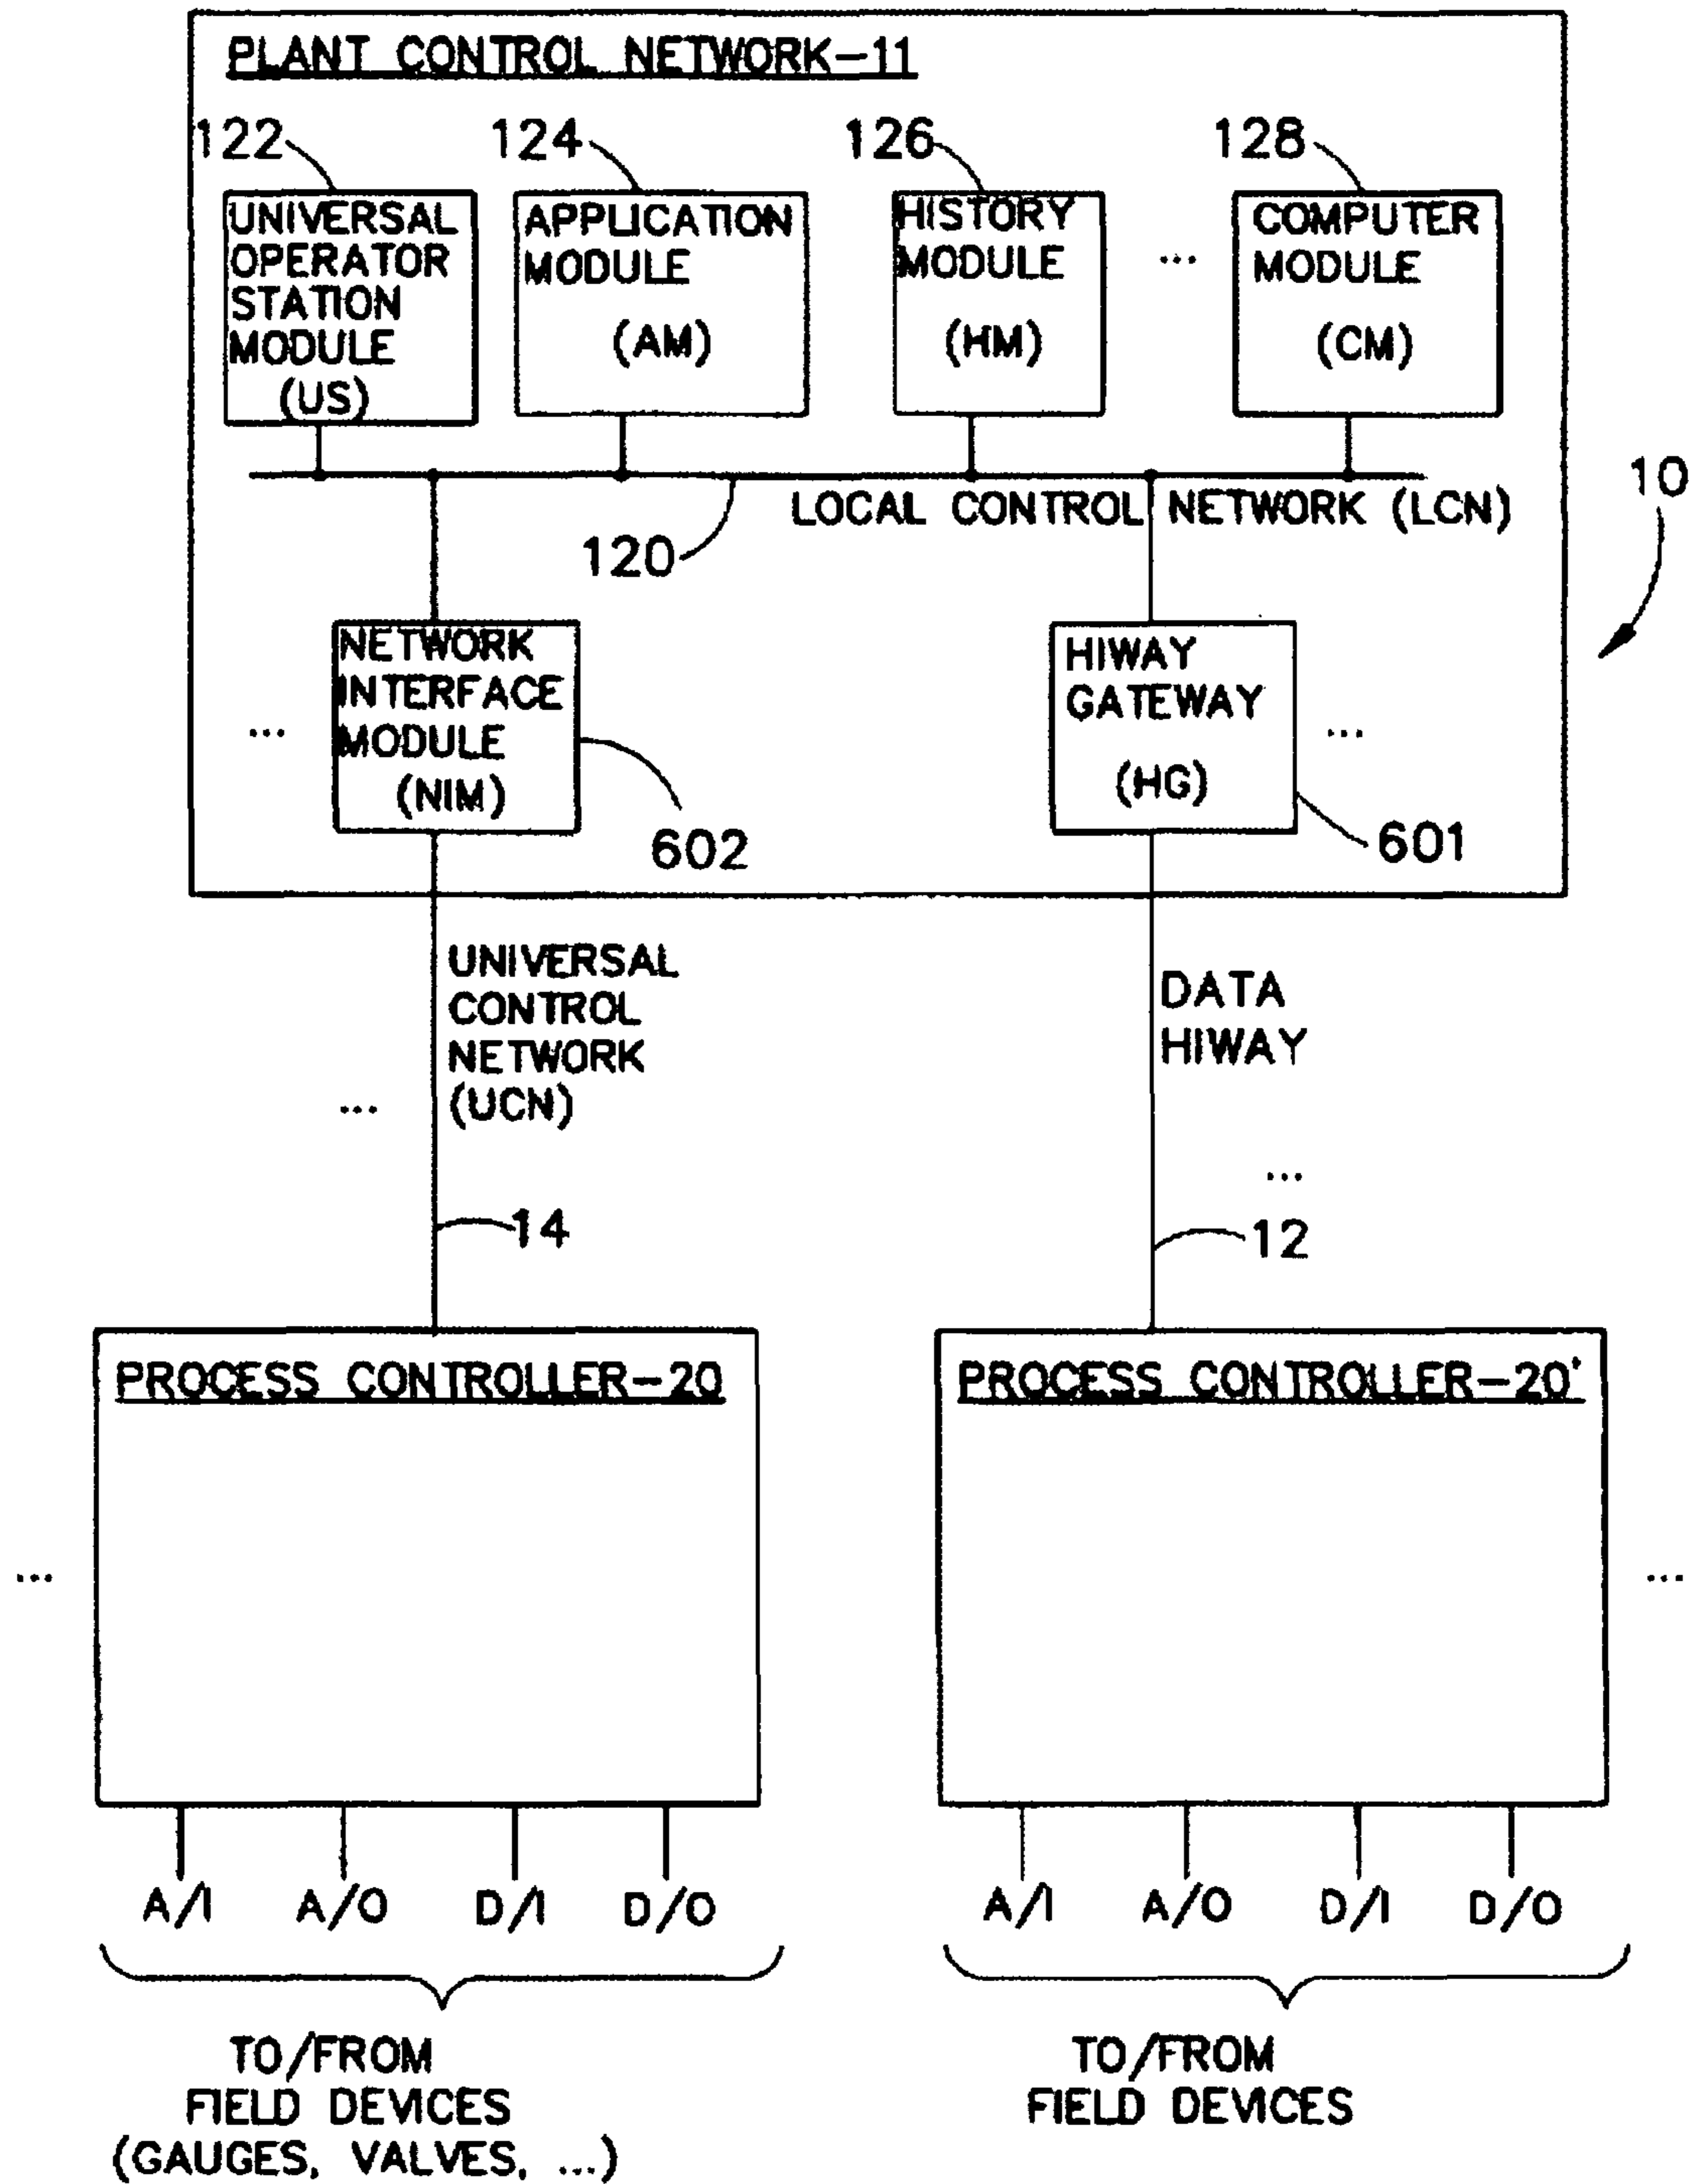 PLANT CONTROL NETWORK-11
122
124
126
128
UNIVERSAL
OPERATOR
STATION
MODULE
(US)
APPLICATION
MODULE
(AM)
HISTORY
MODULE
(HM)
...
COMPUTER
MODULE
(CM)
LOCAL CONTROL NETWORK (LCN)
120
10
...
NETWORK
INTERFACE
MODULE
(NIM)
602
HIWAY
GATEWAY
(HG)
...
601
UNIVERSAL
CONTROL
NETWORK
(UCN)
...
14
DATA
HIWAY
...
12
PROCESS CONTROLLER-20
PROCESS CONTROLLER-20'
...
...
A/I A/O D/I D/O
A/I A/O D/I D/O
TO/FROM
FIELD DEVICES
(GAUGES, VALVES, ...)
TO/FROM
FIELD DEVICES